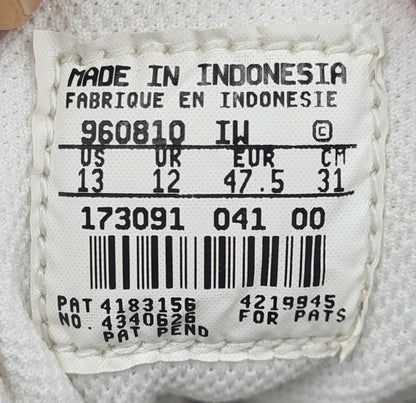 MADE IN INDONESIA
FABRIQUE EN INDONESIE
960810 IW ©
US UK EUR CM
13 12 47.5 31
173091 041 00
PAT 4183156 4219945
NO. 4340626 FOR PATS
PAT PEND